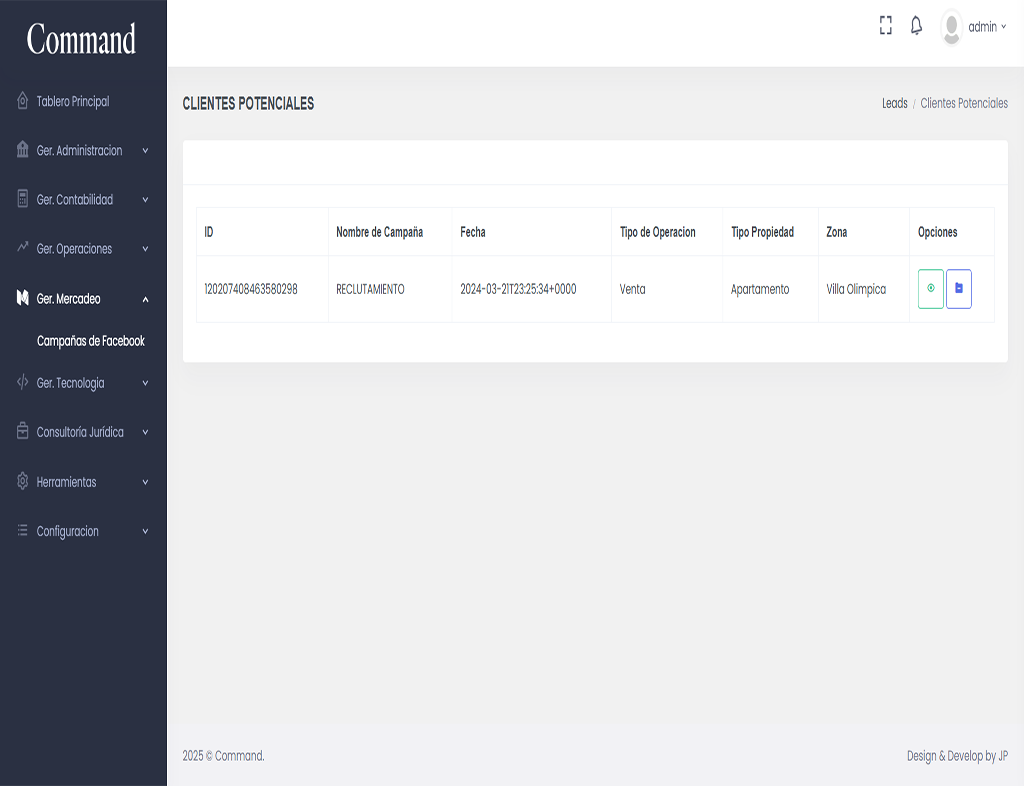 Command
admin
Tablero Principal
Ger. Administracion
Ger. Contabilidad
Ger. Operaciones
Ger. Mercadeo
Campañas de Facebook
Ger. Tecnologia
Consultoría Jurídica
Herramientas
Configuracion
CLIENTES POTENCIALES
Leads / Clientes Potenciales
ID Nombre de Campaña Fecha Tipo de Operacion Tipo Propiedad Zona Opciones
120207408463580298 RECLUTAMIENTO 2024-03-21T23:25:34+0000 Venta Apartamento Villa Olimpica
2025 © Command.
Design & Develop by JP